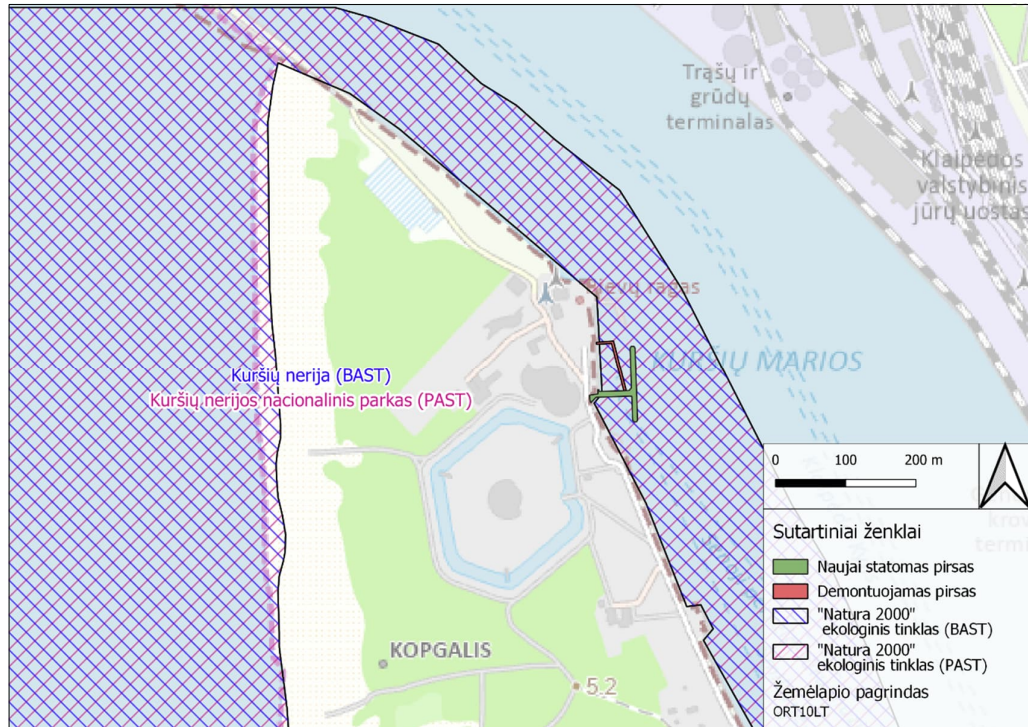 Trąšų ir
grūdų
terminalas
Klaipėdos
valstybinis
jūrų uostas
ragas
KURŠIŲ MARIOS
Kuršių nerija (BAST)
Kuršių nerijos nacionalinis parkas (PAST)
KOPGALIS
5.2
0 100 200 m
Sutartiniai ženklai
Naujai statomas pirsas
Demontuojamas pirsas
"Natura 2000"
ekologinis tinklas (BAST)
"Natura 2000"
ekologinis tinklas (PAST)
Žemėlapio pagrindas
ORT10LT